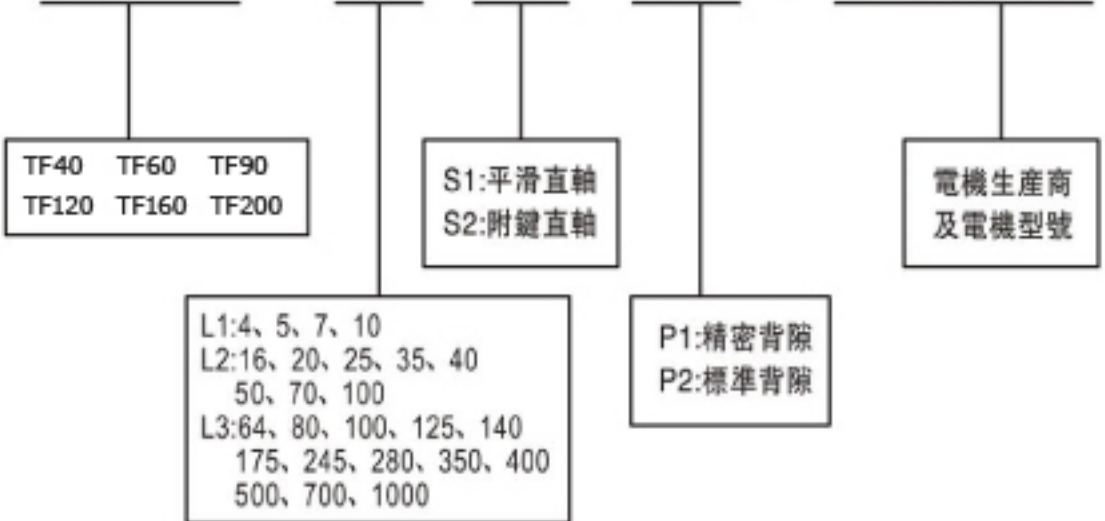 TF40 TF60 TF90
TF120 TF160 TF200
S1:平滑直軸
S2:附鍵直軸
電機生産商
及電機型號
L1:4、5、7、10
L2:16、20、25、35、40
50、70、100
L3:64、80、100、125、140
175、245、280、350、400
500、700、1000
P1:精密背隙
P2:標準背隙